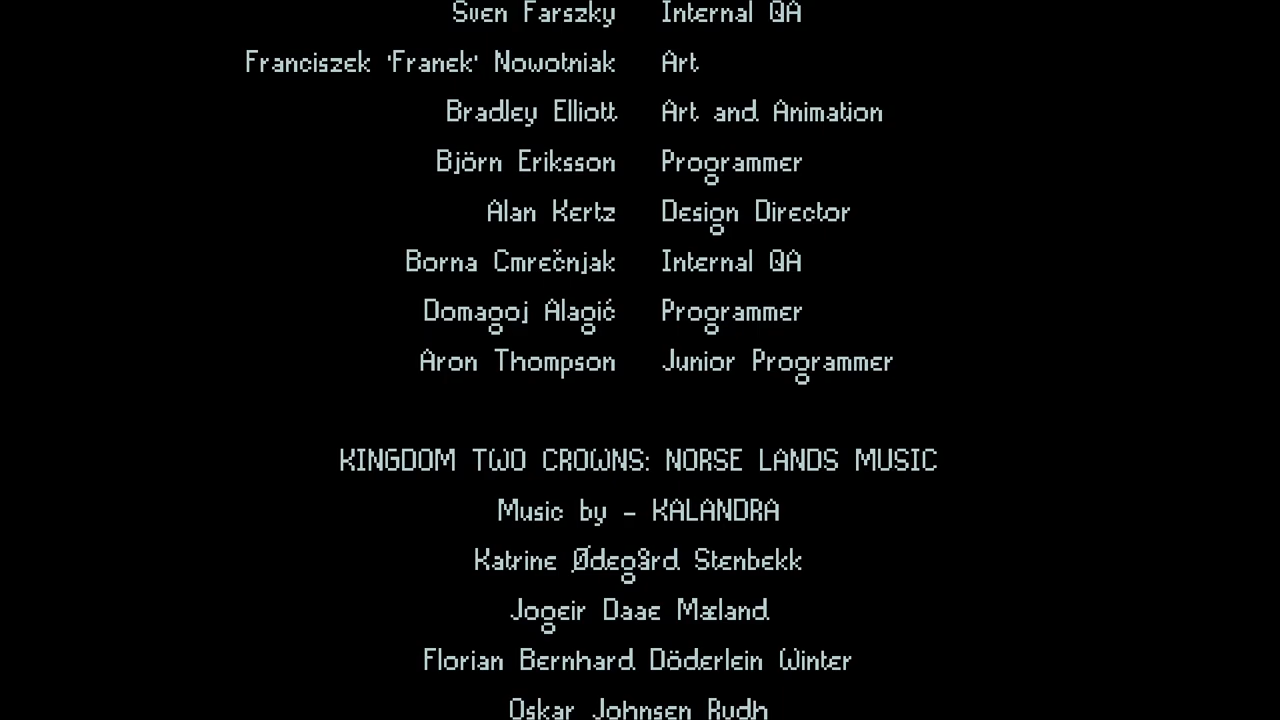 Sven Farszky Internal QA
Franciszek 'Franek' Nowotniak Art
Bradley Elliott Art and Animation
Björn Eriksson Programmer
Alan Kertz Design Director
Borna Cmrečnjak Internal QA
Domagoj Alagić Programmer
Aron Thompson Junior Programmer
KINGDOM TWO CROWNS: NORSE LANDS MUSIC
Music by - KALANDRA
Katrine Ødegård Stenbekk
Jogeir Daae Mæland
Florian Bernhard Döderlein Winter
Oskar Johnsen Rydh